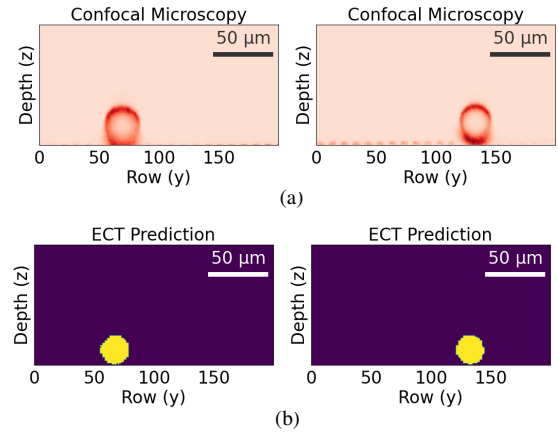 Confocal Microscopy Confocal Microscopy
50 μm 50 μm
Depth (z) Depth (z)
0 50 100 150 0 50 100 150
Row (y) Row (y)
(a)
ECT Prediction ECT Prediction
50 μm 50 μm
Depth (z) Depth (z)
0 50 100 150 0 50 100 150
Row (y) Row (y)
(b)